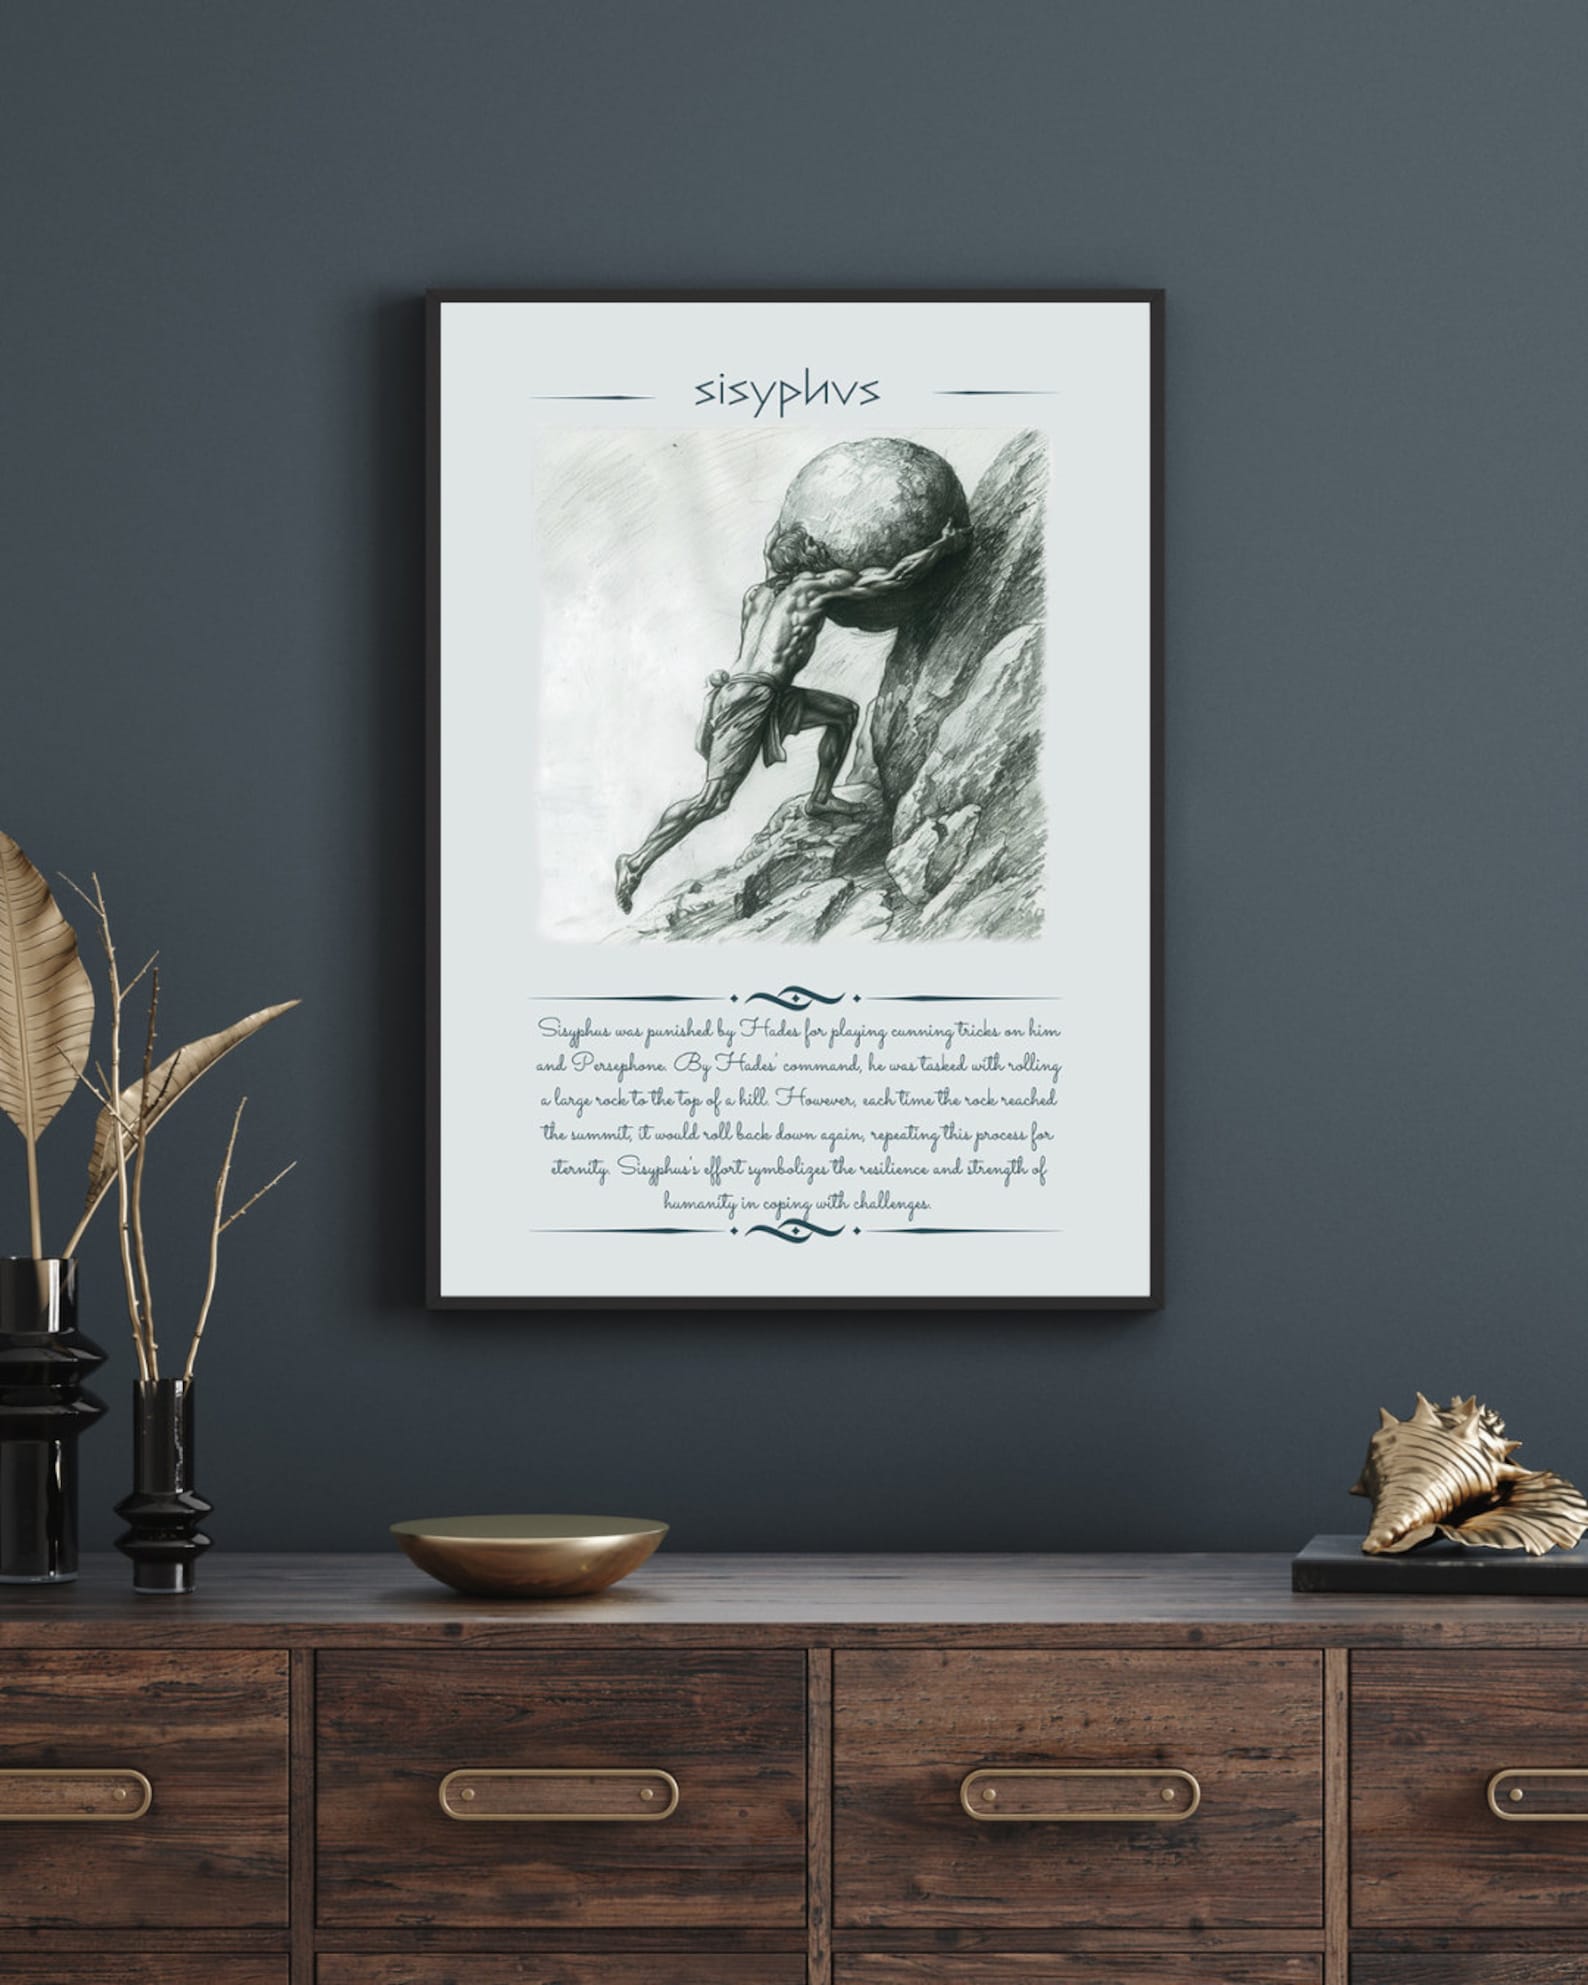 sisyphus
Sisyphus was punished by Hades for playing cunning tricks on him
and Persephone. By Hades' command, he was tasked with rolling
a large rock to the top of a hill. However, each time the rock reached
the summit, it would roll back down again, repeating this process for
eternity. Sisyphus's effort symbolizes the resilience and strength of
humanity in coping with challenges.